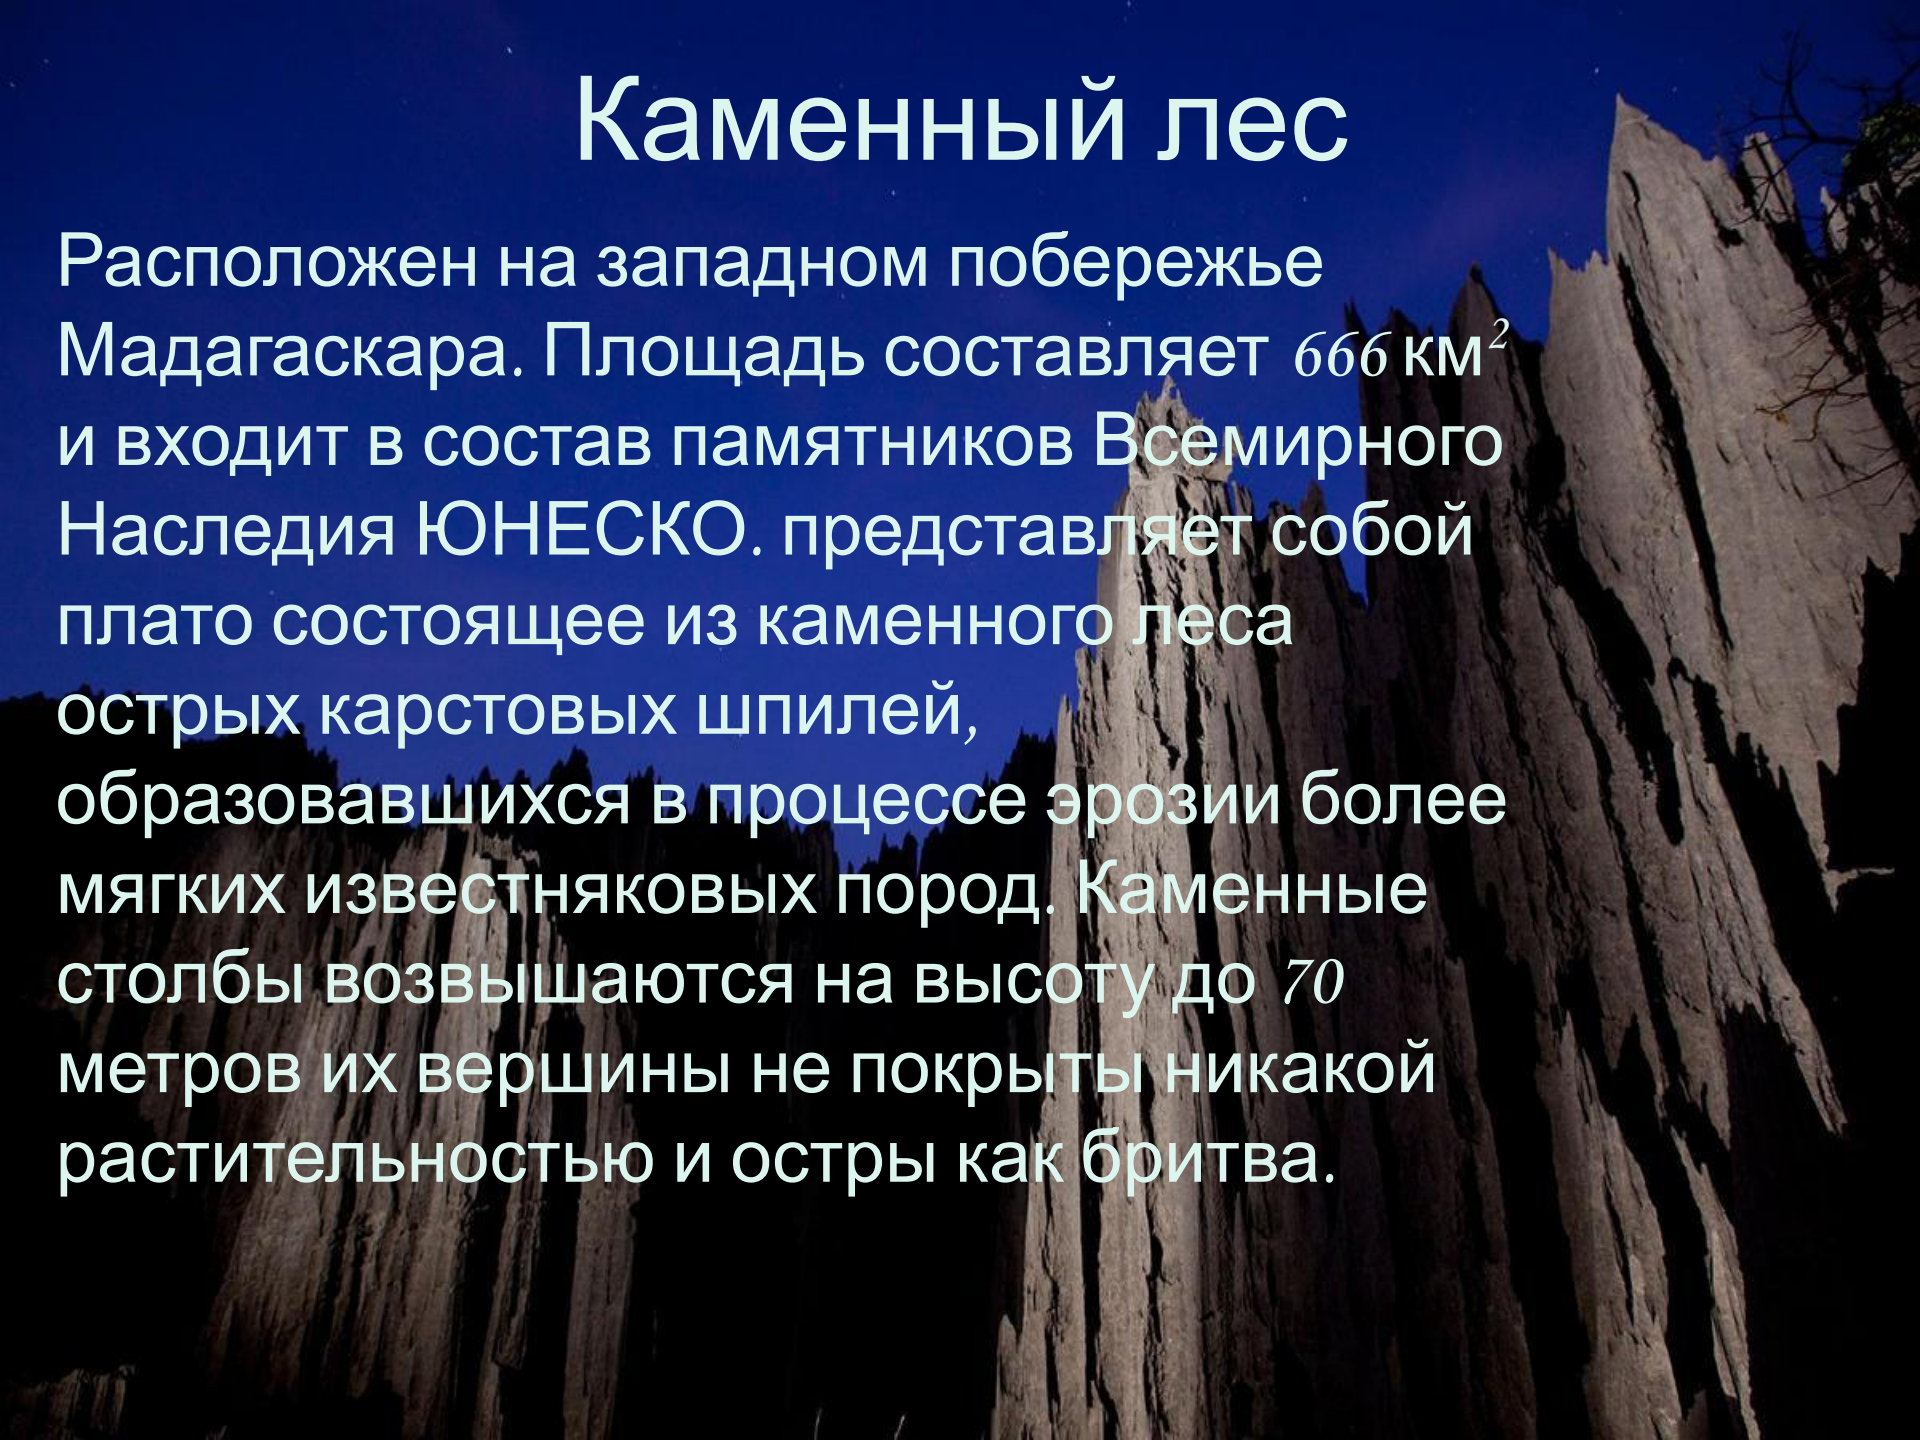 Каменный лес
Расположен на западном побережье
Мадагаскара. Площадь составляет 666 км²
и входит в состав памятников Всемирного
Наследия ЮНЕСКО. представляет собой
плато состоящее из каменного леса
острых карстовых шпилей,
образовавшихся в процессе эрозии более
мягких известняковых пород. Каменные
столбы возвышаются на высоту до 70
метров их вершины не покрыты никакой
растительностью и остры как бритва.